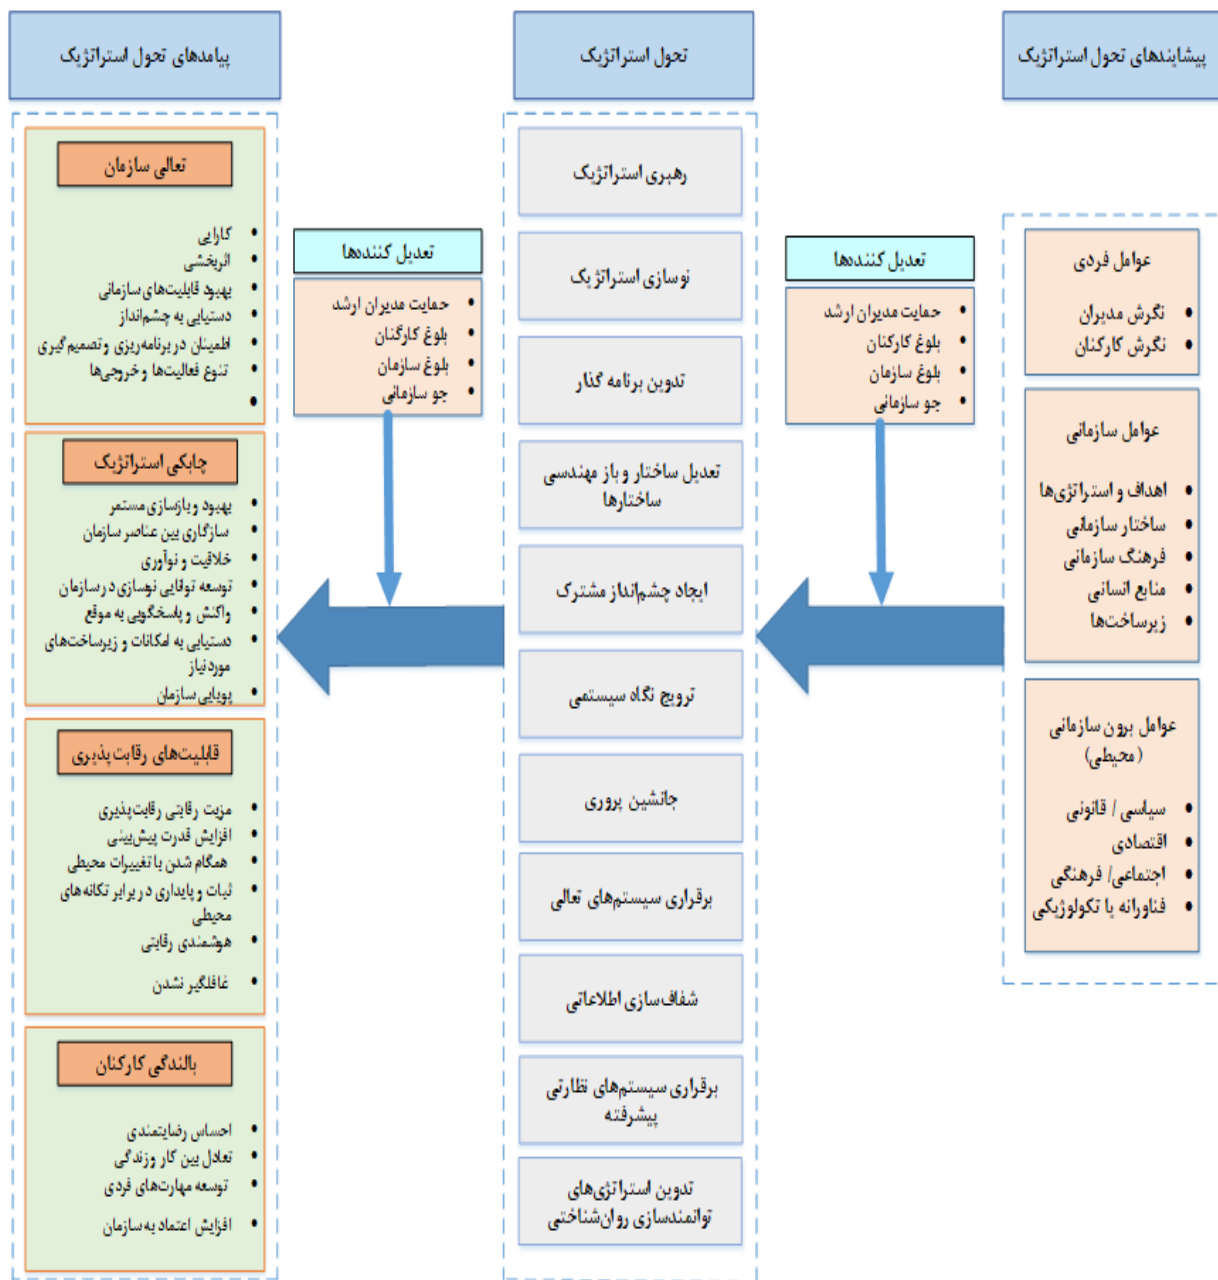 پیشایندهای تحول استراتژیک
عوامل فردی
نگرش مدیران
نگرش کارکنان
عوامل سازمانی
اهداف و استراتژی‌ها
ساختار سازمانی
فرهنگ سازمانی
منابع انسانی
زیرساخت‌ها
عوامل برون سازمانی
(محیطی)
سیاسی / قانونی
اقتصادی
اجتماعی/ فرهنگی
فناورانه یا تکولوژیکی
تعدیل کننده‌ها
حمایت مدیران ارشد
بلوغ کارکنان
بلوغ سازمان
جو سازمانی
تحول استراتژیک
رهبری استراتژیک
نوسازی استراتژیک
تدوین برنامه گذار
تعدیل ساختار و باز مهندسی
ساختارها
ایجاد چشم‌انداز مشترک
ترویج نگاه سیستمی
جانشین پروری
برقراری سیستم‌های تعالی
شفاف‌سازی اطلاعاتی
برقراری سیستم‌های نظارتی
پیشرفته
تدوین استراتژی‌های
توانمندسازی روان‌شناختی
تعدیل کننده‌ها
حمایت مدیران ارشد
بلوغ کارگنان
بلوغ سازمان
جو سازمانی
پیامدهای تحول استراتژیک
تعالی سازمان
کارایی
اثربخشی
بهبود قابلیت‌های سازمانی
دستیابی به چشم‌انداز
اطمینان در برنامه‌ریزی و تصمیم گیری
تنوع فعالیت‌ها و خروجی‌ها
چابکی استراتژیک
بهبود و بازسازی مستمر
سازگاری بین عناصر سازمان
خلاقیت و نوآوری
توسعه توانایی نوسازی در سازمان
واکنش و پاسخگویی به موقع
دستیابی به امکانات و زیرساخت‌های
موردنیاز
پویایی سازمان
قابلیت‌های رقابت‌پذیری
مزیت رقابتی رقابت‌پذیری
افزایش قدرت پیش‌بینی
همگام شدن با تغییرات محیطی
ثبات و پایداری در برابر تکانه‌های
محیطی
هوشمندی رقابتی
غافلگیر نشدن
بالندگی کارکنان
احساس رضایتمندی
تعادل بین کار و زندگی
توسعه مهارت‌های فردی
افزایش اعتماد به سازمان